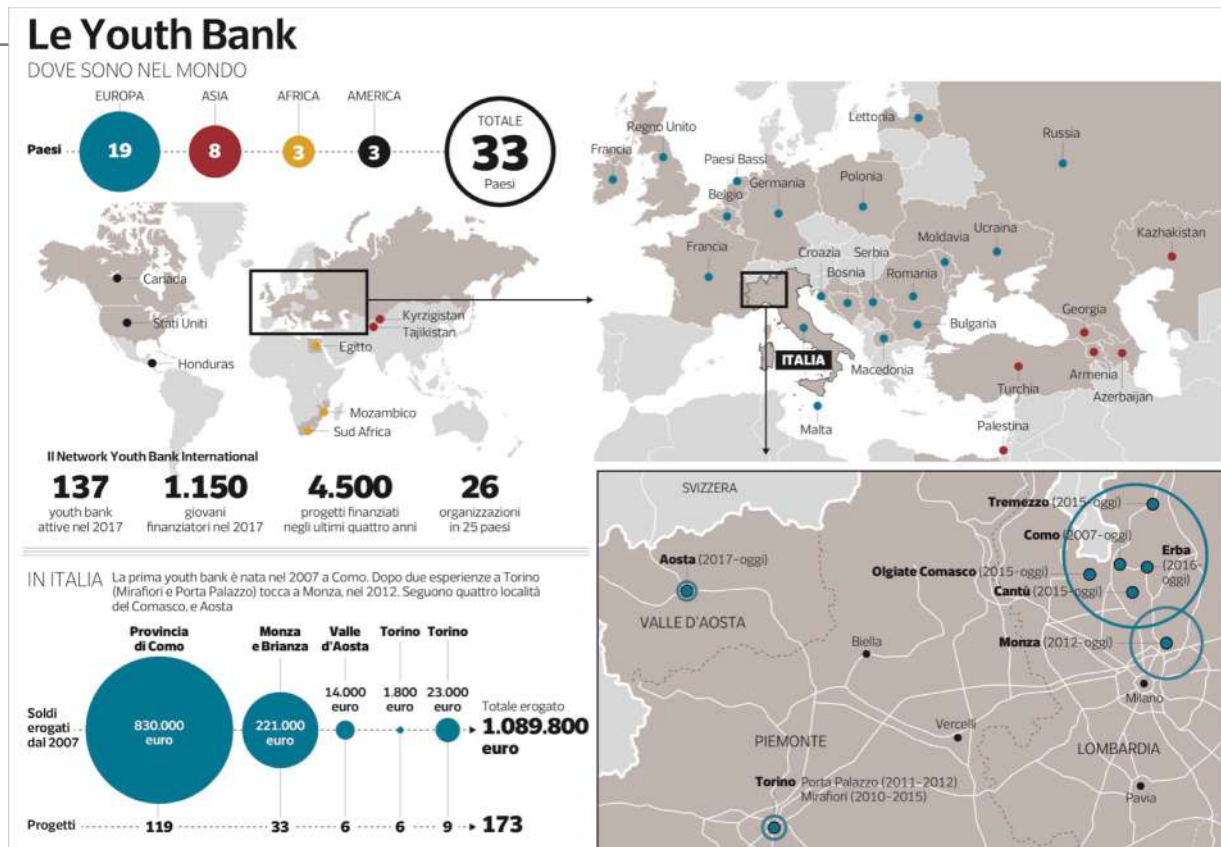 Le Youth Bank
DOVE SONO NEL MONDO
EUROPA
ASIA
AFRICA
AMERICA
Paesi
19
8
3
3
TOTALE
33
Paesi
Canada
Stati Uniti
Honduras
Kyrzigistan
Tajikistan
Egitto
Mozambico
Sud Africa
Il Network Youth Bank International
137
youth bank
attive nel 2017
1.150
giovani
finanziatori nel 2017
4.500
progetti finanziati
negli ultimi quattro anni
26
organizzazioni
in 25 paesi
Lettonia
Regno Unito
Russia
Francia
Paesi Bassi
Germania
Polonia
Belgio
Ucraina
Moldavia
Kazhakistan
Francia
Croazia
Serbia
Bosnia
Romania
Georgia
Bulgaria
ITALIA
Macedonia
Armenia
Turchia
Azerbaijan
Malta
Palestina
IN ITALIA
La prima youth bank è nata nel 2007 a Como. Dopo due esperienze a Torino
(Mirafiori e Porta Palazzo) tocca a Monza, nel 2012. Seguono quattro località
del Comasco, e Aosta
Provincia
di Como
Monza
e Brianza
Valle
d'Aosta
Torino
Torino
Soldi
erogati
dal 2007
830.000
euro
221.000
euro
14.000
euro
1.800
euro
23.000
euro
Totale erogato
1.089.800
euro
Progetti
119
33
6
6
9
173
SVIZZERA
Tremezzo (2015-oggi)
Como (2007-oggi)
Aosta (2017-oggi)
Erba
(2016-
oggi)
Olgiate Comasco (2015-oggi)
Cantù (2015-oggi)
VALLE D'AOSTA
Biella
Monza (2012-oggi)
Milano
Vercelli
PIEMONTE
LOMBARDIA
Torino Porta Palazzo (2011-2012)
Mirafiori (2010-2015)
Pavia